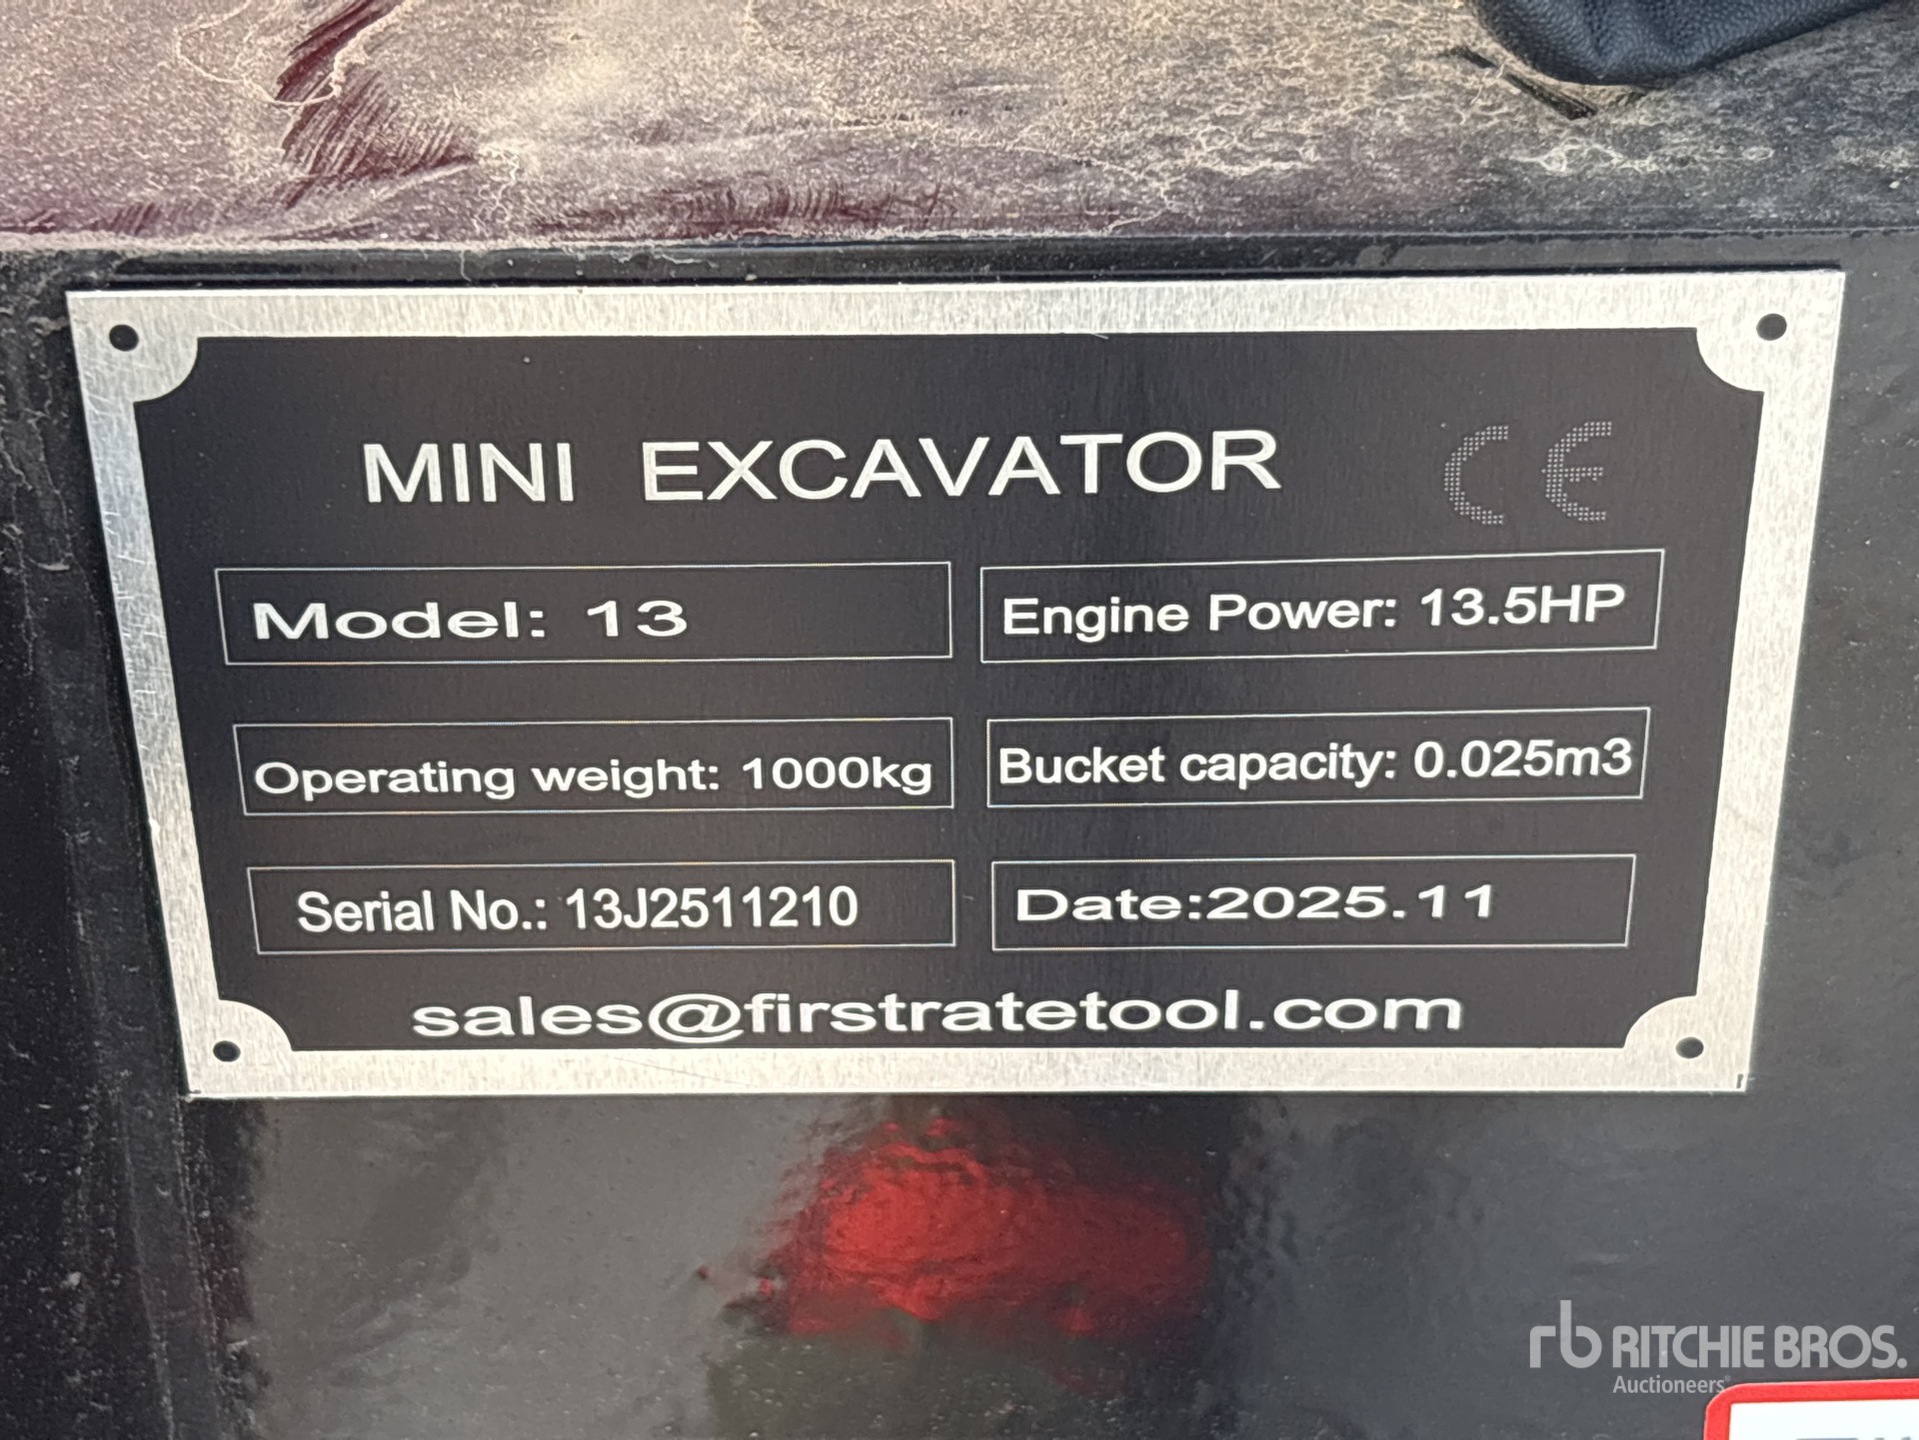 MINI EXCAVATOR CE
Model: 13
Engine Power: 13.5HP
Operating weight: 1000kg
Bucket capacity: 0.025m3
Serial No.: 13J2511210
Date:2025.11
sales@firstratetool.com
rb RITCHIE BROS.
Auctioneers